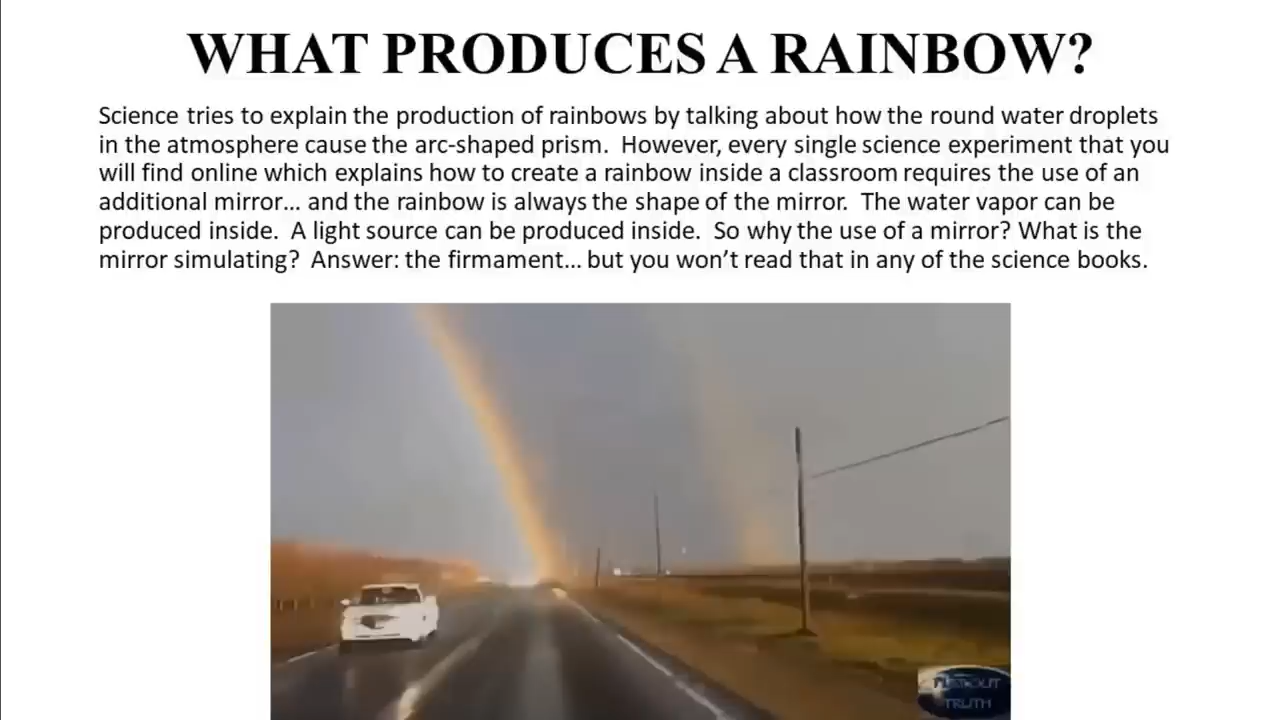 WHAT PRODUCES A RAINBOW?
Science tries to explain the production of rainbows by talking about how the round water droplets
in the atmosphere cause the arc-shaped prism.  However, every single science experiment that you
will find online which explains how to create a rainbow inside a classroom requires the use of an
additional mirror... and the rainbow is always the shape of the mirror.  The water vapor can be
produced inside.  A light source can be produced inside.  So why the use of a mirror? What is the
mirror simulating?  Answer: the firmament... but you won't read that in any of the science books.
TRUTH